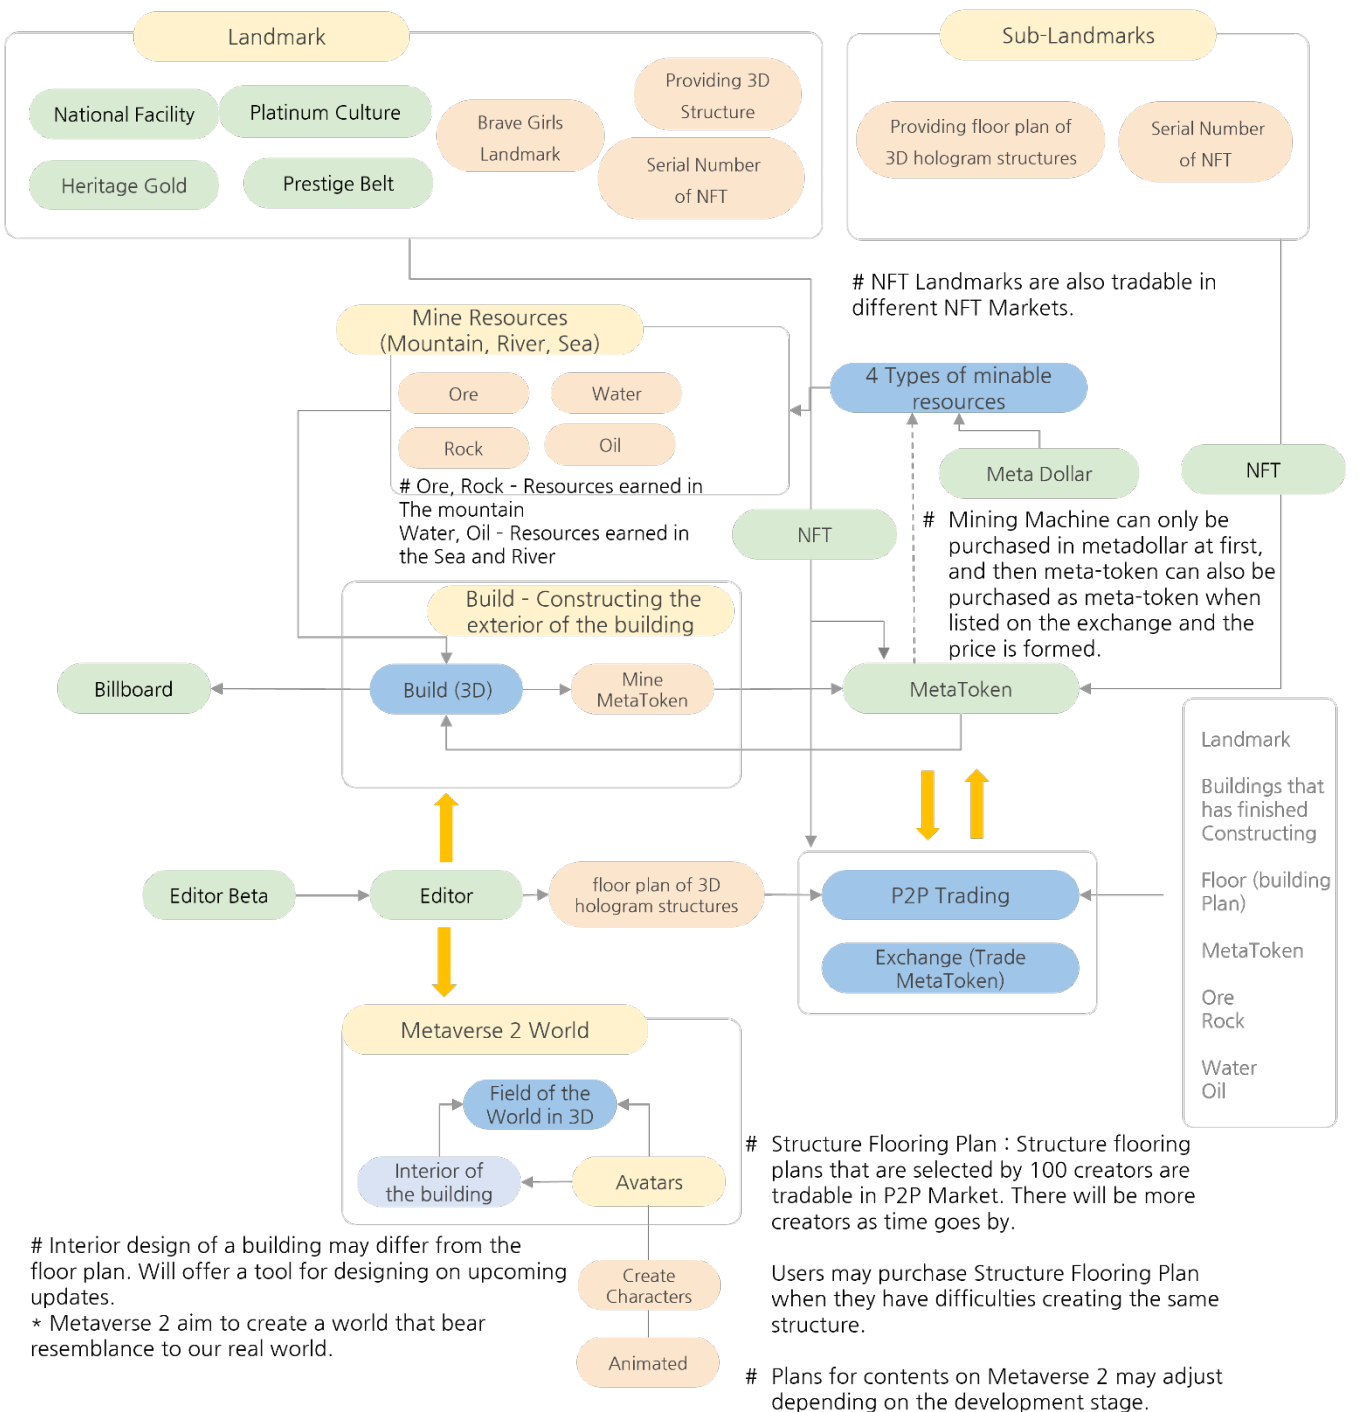 Landmark
National Facility
Platinum Culture
Heritage Gold
Prestige Belt
Brave Girls
Landmark
Providing 3D
Structure
Serial Number
of NFT
Sub-Landmarks
Providing floor plan of
3D hologram structures
Serial Number
of NFT
# NFT Landmarks are also tradable in
different NFT Markets.
Mine Resources
(Mountain, River, Sea)
Ore
Water
Rock
Oil
# Ore, Rock - Resources earned in
The mountain
Water, Oil - Resources earned in
the Sea and River
4 Types of minable
resources
Meta Dollar
NFT
NFT
# Mining Machine can only be
purchased in metadollar at first,
and then meta-token can also be
purchased as meta-token when
listed on the exchange and the
price is formed.
Build - Constructing the
exterior of the building
Billboard
Build (3D)
Mine
MetaToken
MetaToken
Landmark
Buildings that
has finished
Constructing
Floor (building
Plan)
MetaToken
Ore
Rock
Water
Oil
Editor Beta
Editor
floor plan of 3D
hologram structures
P2P Trading
Exchange (Trade
MetaToken)
Metaverse 2 World
Field of the
World in 3D
Interior of
the building
Avatars
Create
Characters
Animated
# Interior design of a building may differ from the
floor plan. Will offer a tool for designing on upcoming
updates.
* Metaverse 2 aim to create a world that bear
resemblance to our real world.
# Structure Flooring Plan : Structure flooring
plans that are selected by 100 creators are
tradable in P2P Market. There will be more
creators as time goes by.
Users may purchase Structure Flooring Plan
when they have difficulties creating the same
structure.
# Plans for contents on Metaverse 2 may adjust
depending on the development stage.